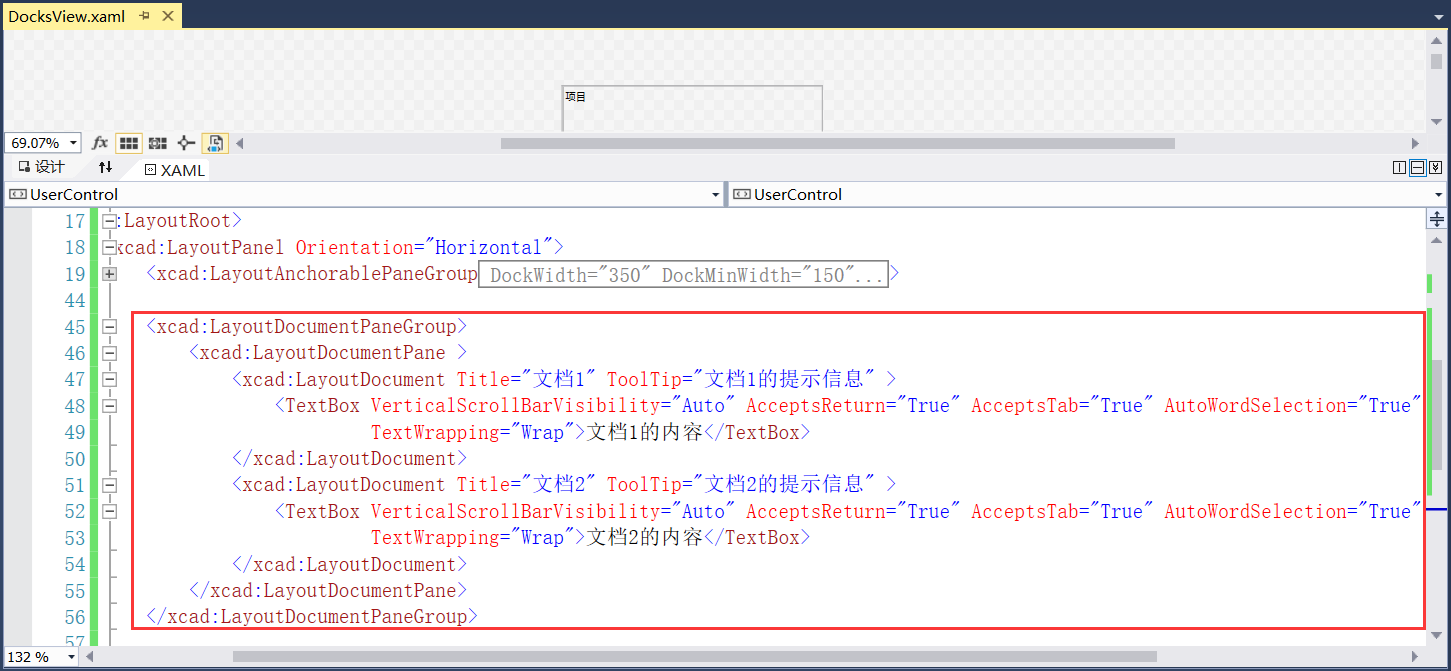 DocksView.xaml
项目
69.07%
fx
设计
XAML
UserControl
UserControl
17 :LayoutRoot>
18 xcad:LayoutPanel Orientation="Horizontal">
19 <xcad:LayoutAnchorablePaneGroup DockWidth="350" DockMinWidth="150"...>
44
45 <xcad:LayoutDocumentPaneGroup>
46 <xcad:LayoutDocumentPane >
47 <xcad:LayoutDocument Title="文档1" ToolTip="文档1的提示信息" >
48 <TextBox VerticalScrollBarVisibility="Auto" AcceptsReturn="True" AcceptsTab="True" AutoWordSelection="True"
49 TextWrapping="Wrap">文档1的内容</TextBox>
50 </xcad:LayoutDocument>
51 <xcad:LayoutDocument Title="文档2" ToolTip="文档2的提示信息" >
52 <TextBox VerticalScrollBarVisibility="Auto" AcceptsReturn="True" AcceptsTab="True" AutoWordSelection="True"
53 TextWrapping="Wrap">文档2的内容</TextBox>
54 </xcad:LayoutDocument>
55 </xcad:LayoutDocumentPane>
56 </xcad:LayoutDocumentPaneGroup>
57
132 %